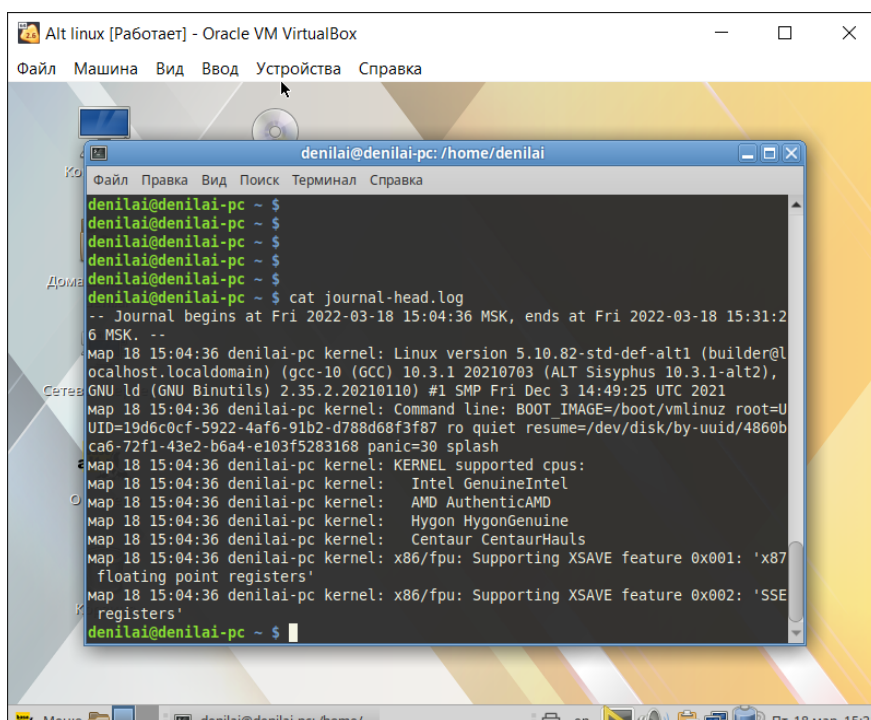 Alt linux [Работает] - Oracle VM VirtualBox
Файл Машина Вид Ввод Устройства Справка
denilai@denilai-pc: /home/denilai
Файл Правка Вид Поиск Терминал Справка
denilai@denilai-pc ~ $
denilai@denilai-pc ~ $
denilai@denilai-pc ~ $
denilai@denilai-pc ~ $
denilai@denilai-pc ~ $
denilai@denilai-pc ~ $ cat journal-head.log
-- Journal begins at Fri 2022-03-18 15:04:36 MSK, ends at Fri 2022-03-18 15:31:2
6 MSK. --
мар 18 15:04:36 denilai-pc kernel: Linux version 5.10.82-std-def-alt1 (builder@l
ocalhost.localdomain) (gcc-10 (GCC) 10.3.1 20210703 (ALT Sisyphus 10.3.1-alt2),
GNU ld (GNU Binutils) 2.35.2.20210110) #1 SMP Fri Dec 3 14:49:25 UTC 2021
мар 18 15:04:36 denilai-pc kernel: Command line: BOOT_IMAGE=/boot/vmlinuz root=U
UID=19d6c0cf-5922-4af6-91b2-d788d68f3f87 ro quiet resume=/dev/disk/by-uuid/4860b
ca6-72f1-43e2-b6a4-e103f5283168 panic=30 splash
мар 18 15:04:36 denilai-pc kernel: KERNEL supported cpus:
мар 18 15:04:36 denilai-pc kernel:   Intel GenuineIntel
мар 18 15:04:36 denilai-pc kernel:   AMD AuthenticAMD
мар 18 15:04:36 denilai-pc kernel:   Hygon HygonGenuine
мар 18 15:04:36 denilai-pc kernel:   Centaur CentaurHauls
мар 18 15:04:36 denilai-pc kernel: x86/fpu: Supporting XSAVE feature 0x001: 'x87
 floating point registers'
мар 18 15:04:36 denilai-pc kernel: x86/fpu: Supporting XSAVE feature 0x002: 'SSE
 registers'
denilai@denilai-pc ~ $